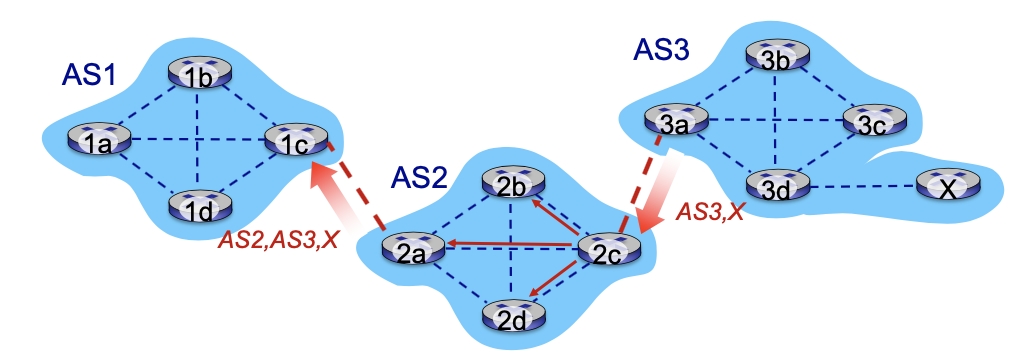 AS1
1b
1a
1c
1d
AS2,AS3,X
AS2
2b
2a
2c
2d
AS3
3b
3a
3c
3d
X
AS3,X